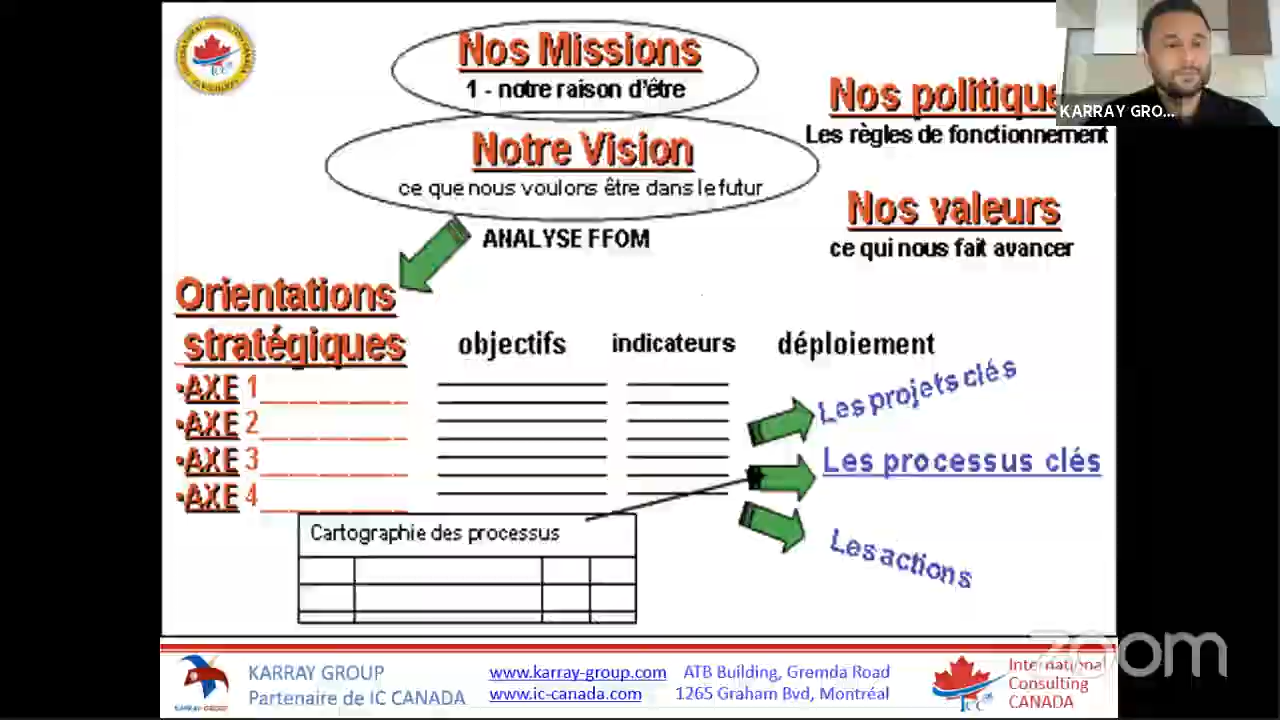 Nos Missions
1 - notre raison d'être
Notre Vision
ce que nous voulons être dans le futur
ANALYSE FFOM
Nos politique
Les règles de fonctionnement
KARRAY GRO...
Nos valeurs
ce qui nous fait avancer
Orientations
stratégiques
objectifs
indicateurs
déploiement
•AXE 1
•AXE 2
•AXE 3
•AXE 4
Les projets clés
Les processus clés
Les actions
Cartographie des processus
zoom
KARRAY GROUP
Partenaire de IC CANADA
www.karray-group.com
www.ic-canada.com
ATB Building, Gremda Road
1265 Graham Bvd, Montréal
International
Consulting
CANADA
KARRAY-GROUP